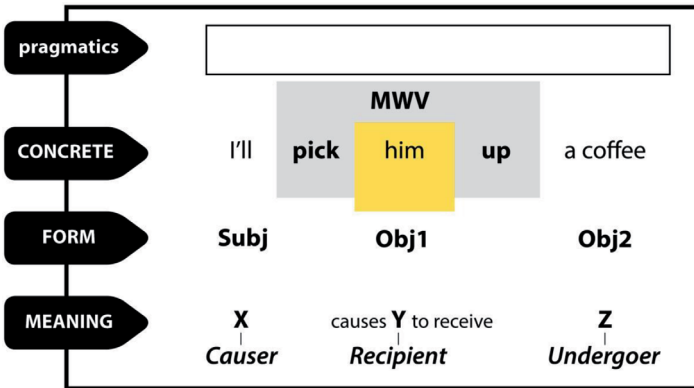 pragmatics
MWV
CONCRETE I'll pick him up a coffee
FORM Subj Obj1 Obj2
MEANING X causes Y to receive Z
Causer Recipient Undergoer